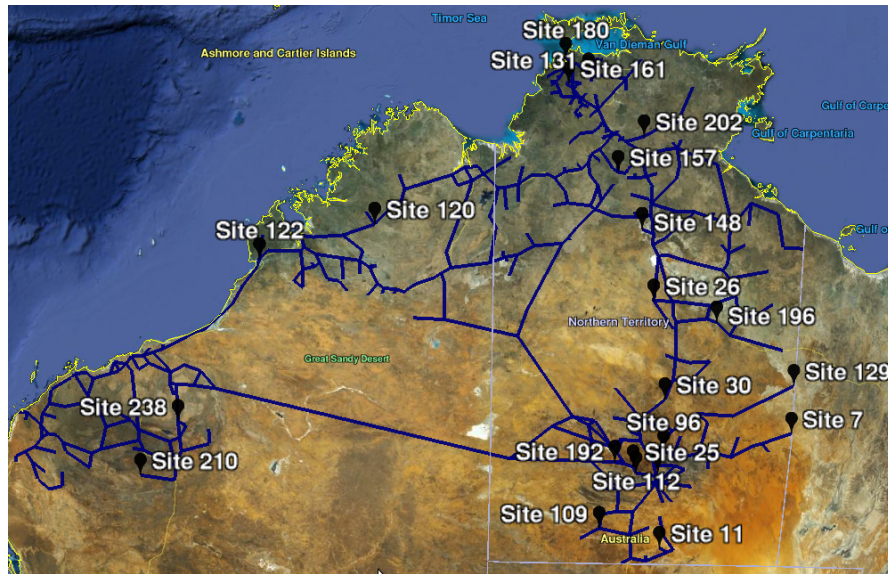 Timor Sea
Site 180
Ashmore and Cartier Islands
Van Dieman Gulf
Site 131
Site 161
Gulf of Carpe
Site 202
Gulf of Carpentaria
Site 157
Site 120
Site 148
Site 122
Gulf of
Site 26
Site 196
Northern Territory
Great Sandy Desert
Site 129
Site 30
Site 238
Site 96
Site 7
Site 192
Site 25
Site 210
Site 112
Site 109
Site 11
Australia